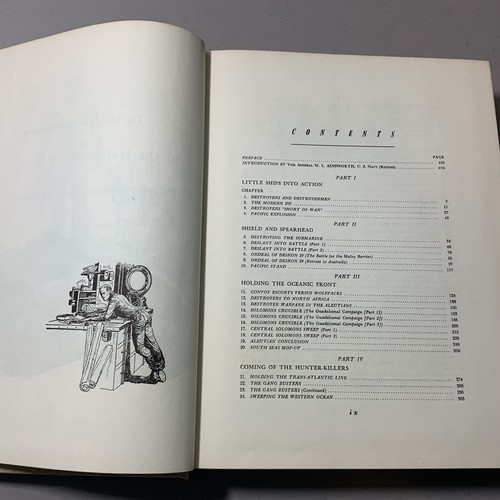 CONTENTS
PAGE
PREFACE
INTRODUCTION BY VICE ADMIRAL W. L. AINSWORTH, U. S. NAVY (Retired)
PART I
LITTLE SHIPS INTO ACTION
CHAPTER
1. DESTROYERS AND DESTROYERMEN
2. THE MODERN DD 11
3. DESTROYERS "SHORT OF WAR" 27
4. PACIFIC EXPLOSION
PART II
SHIELD AND SPEARHEAD
5. DESTROYING THE SUBMARINE
6. DESLANT INTO BATTLE (Part 1)
7. DESLANT INTO BATTLE (Part 2)
8. ORDEAL OF DESRON 29 (The Battle for the Malay Barrier)
9. ORDEAL OF DESRON 29 (Retreat to Australia)
10. PACIFIC STAND 111
PART III
HOLDING THE OCEANIC FRONT
11. CONVOY ESCORTS VERSUS WOLFPACKS
12. DESTROYERS TO NORTH AFRICA
13. DESTROYER WARFARE IN THE ALEUTIANS
14. SOLOMONS CRUCIBLE (The Guadalcanal Campaign [Part 1])
15. SOLOMONS CRUCIBLE (The Guadalcanal Campaign [Part 2])
16. SOLOMONS CRUCIBLE (The Guadalcanal Campaign [Part 3])
17. CENTRAL SOLOMONS SWEEP (Part 1)
18. CENTRAL SOLOMONS SWEEP (Part 2)
19. ALEUTIAN CONCLUSION
20. SOUTH SEAS MOP-UP
PART IV
COMING OF THE HUNTER-KILLERS
21. HOLDING THE TRANS-ATLANTIC LINE 274
22. THE GANG BUSTERS
23. THE GANG BUSTERS (Continued)
24. SWEEPING THE WESTERN OCEAN
ix